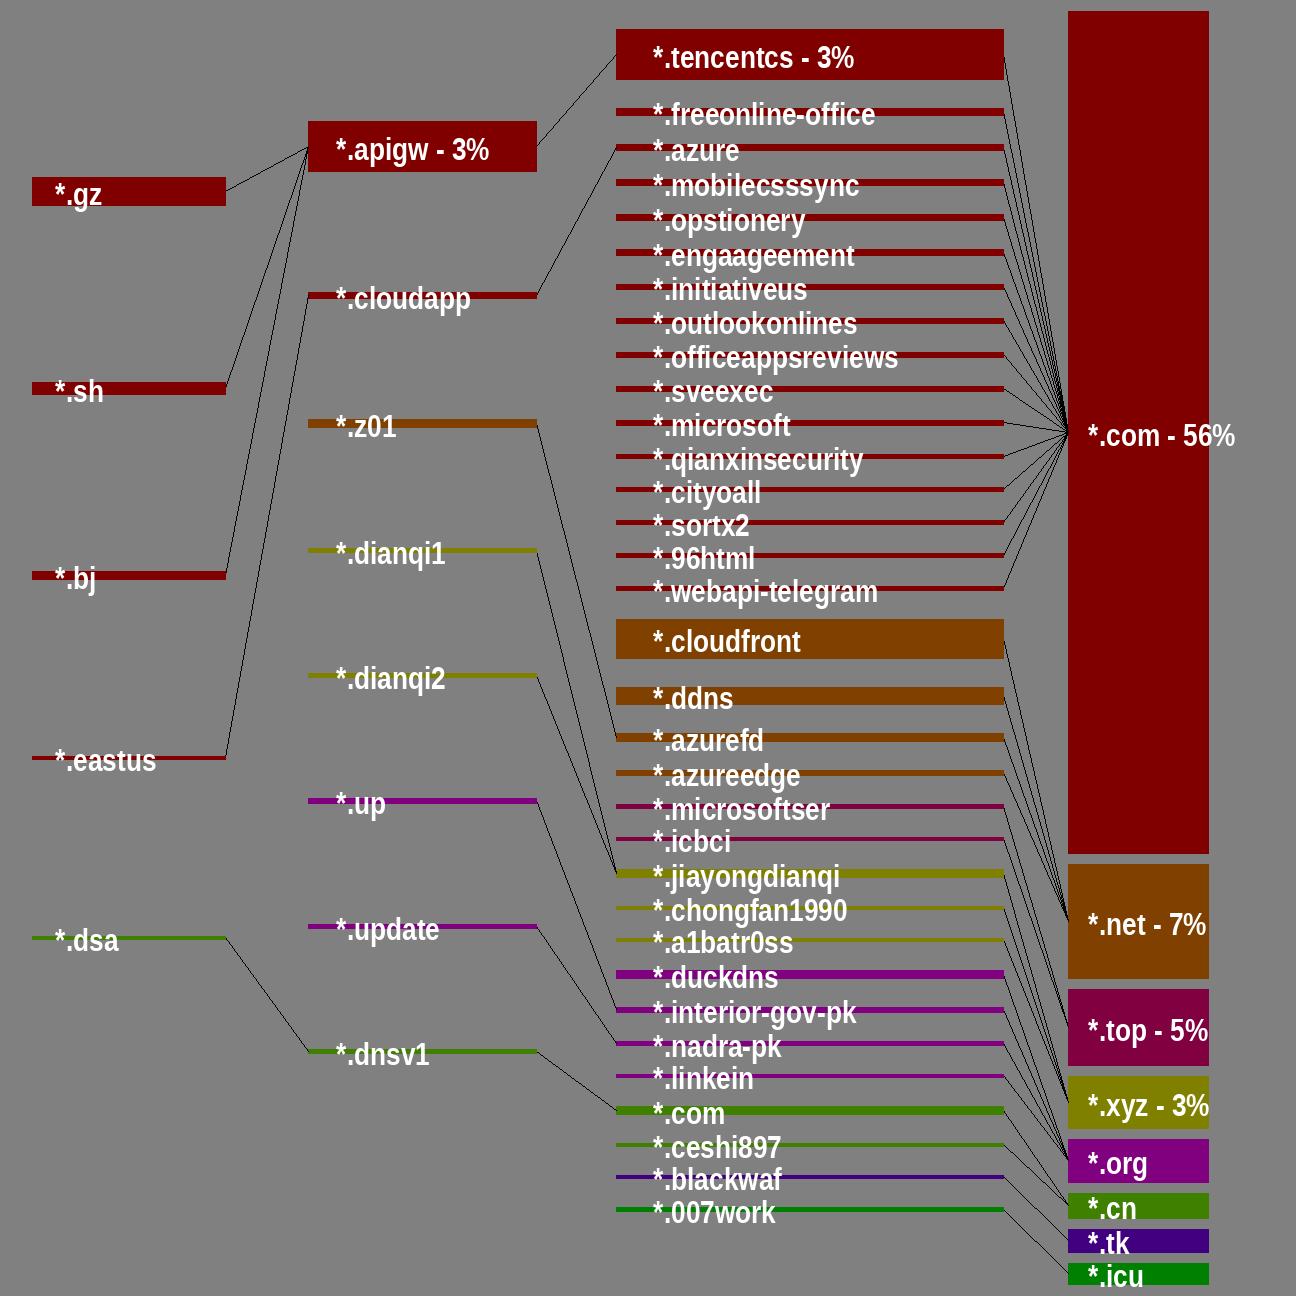 *.gz
*.sh
*.bj
*.eastus
*.dsa
*.apigw - 3%
*.cloudapp
*.z01
*.dianqi1
*.dianqi2
*.up
*.update
*.dnsv1
*.tencentcs - 3%
*.freeonline-office
*.azure
*.mobilecsssync
*.opstionery
*.engaageement
*.initiativeus
*.outlookonlines
*.officeappsreviews
*.sveexec
*.microsoft
*.qianxinsecurity
*.cityoall
*.sortx2
*.96html
*.webapi-telegram
*.cloudfront
*.ddns
*.azurefd
*.azureedge
*.microsoftser
*.icbci
*.jiayongdianqi
*.chongfan1990
*.a1batr0ss
*.duckdns
*.interior-gov-pk
*.nadra-pk
*.linkein
*.com
*.ceshi897
*.blackwaf
*.007work
*.com - 56%
*.net - 7%
*.top - 5%
*.xyz - 3%
*.org
*.cn
*.tk
*.icu